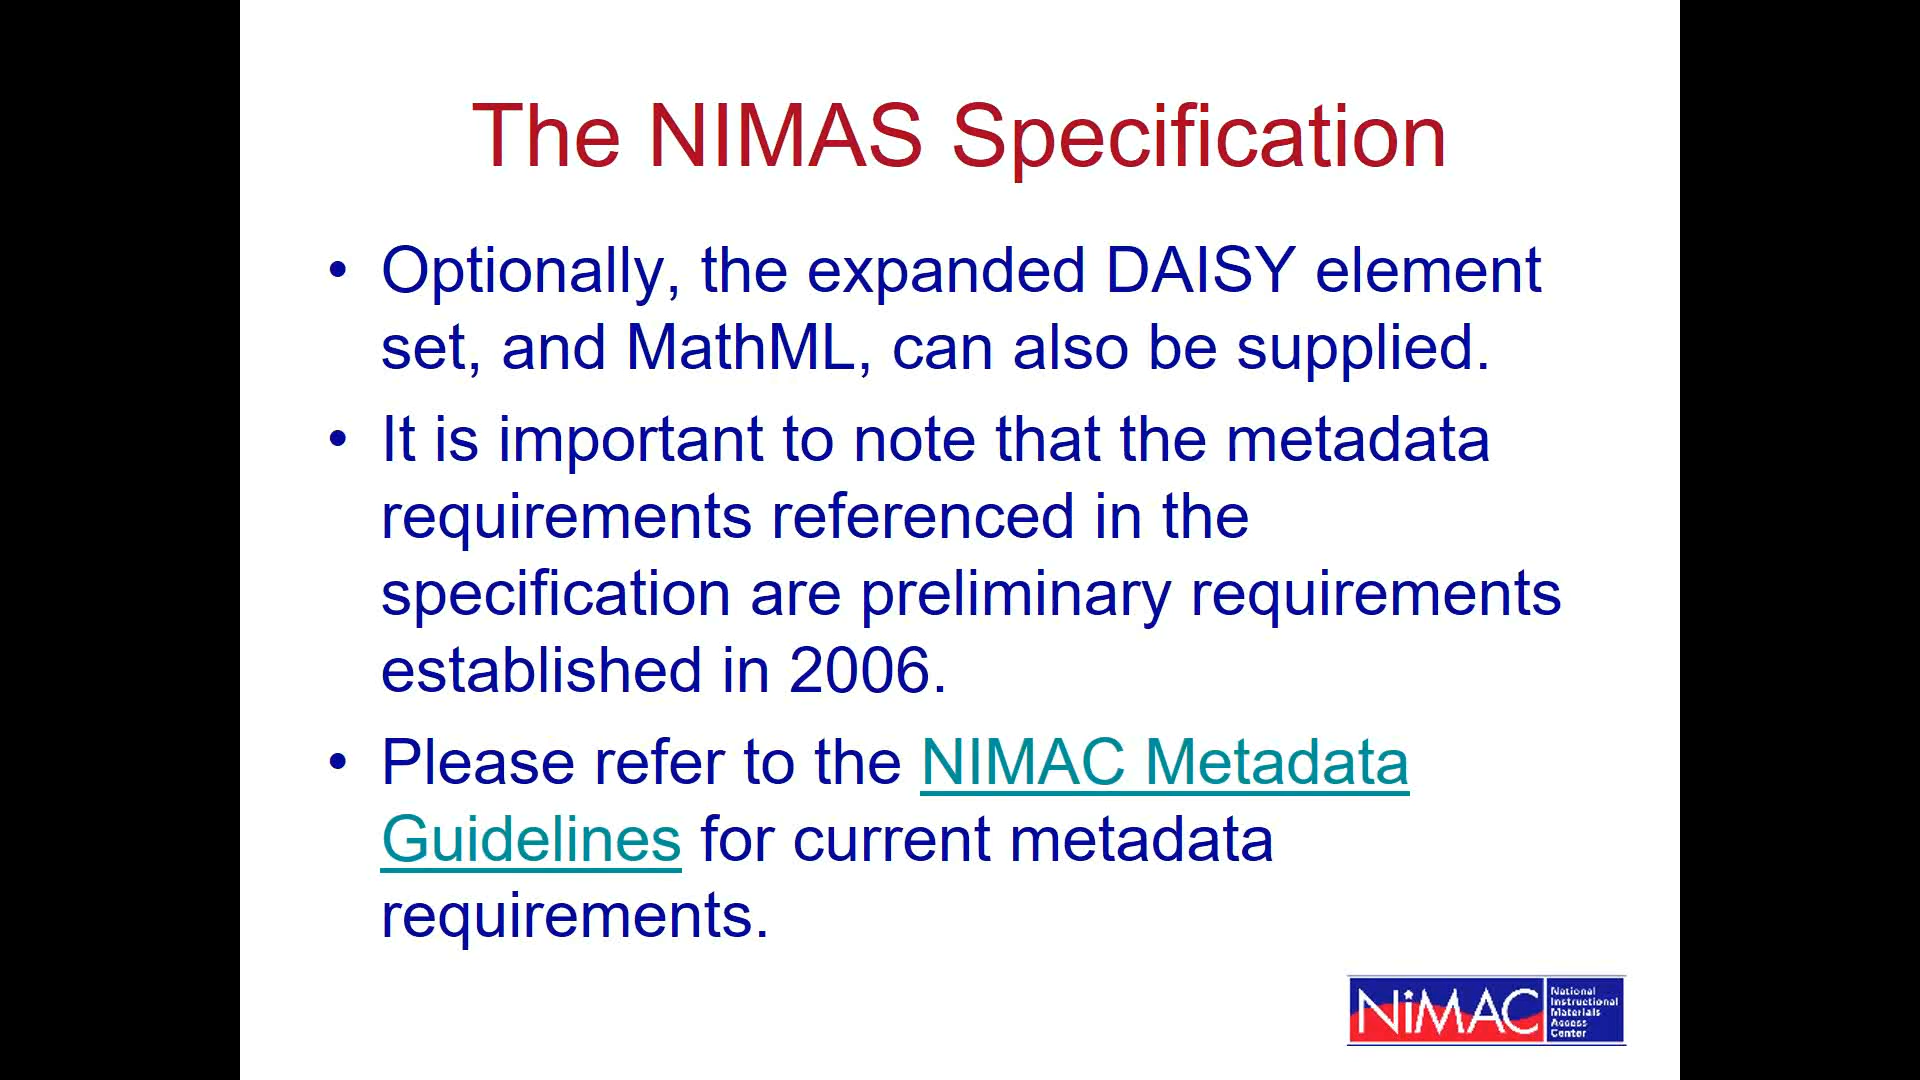 The NIMAS Specification
• Optionally, the expanded DAISY element
set, and MathML, can also be supplied.
• It is important to note that the metadata
requirements referenced in the
specification are preliminary requirements
established in 2006.
• Please refer to the NIMAC Metadata
Guidelines for current metadata
requirements.
NiMAC
National
Instructional
Materials
Access
Center